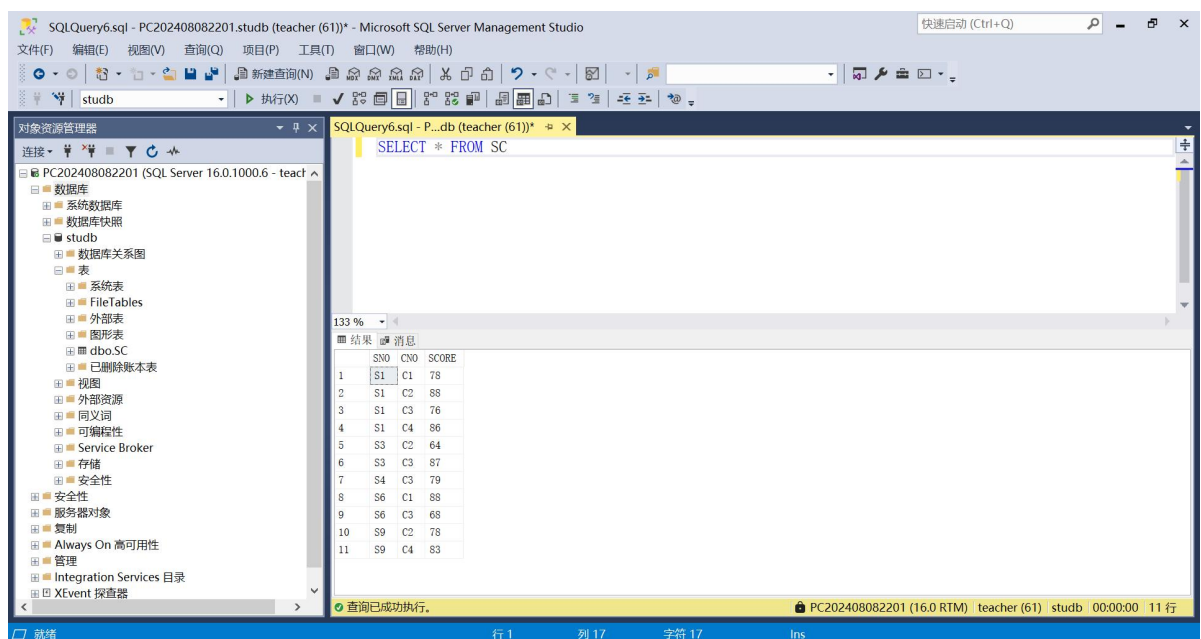 SQLQuery6.sql - PC202408082201.studb (teacher (61))* - Microsoft SQL Server Management Studio
快速启动 (Ctrl+Q)
文件(F) 编辑(E) 视图(V) 查询(Q) 项目(P) 工具(T) 窗口(W) 帮助(H)
新建查询(N) MDX DMX XMLA DAX
studb 执行(X)
对象资源管理器
连接
PC202408082201 (SQL Server 16.0.1000.6 - teach
数据库
系统数据库
数据库快照
studb
数据库关系图
表
系统表
FileTables
外部表
图形表
dbo.SC
已删除账本表
视图
外部资源
同义词
可编程性
Service Broker
存储
安全性
安全性
服务器对象
复制
Always On 高可用性
管理
Integration Services 目录
XEvent 探查器
SQLQuery6.sql - P...db (teacher (61))*
SELECT * FROM SC
133 %
结果 消息
SNO CNO SCORE
1 S1 C1 78
2 S1 C2 88
3 S1 C3 76
4 S1 C4 86
5 S3 C2 64
6 S3 C3 87
7 S4 C3 79
8 S6 C1 88
9 S6 C3 68
10 S9 C2 78
11 S9 C4 83
查询已成功执行。 PC202408082201 (16.0 RTM) teacher (61) studb 00:00:00 11 行
就绪 行 1 列 17 字符 17 Ins